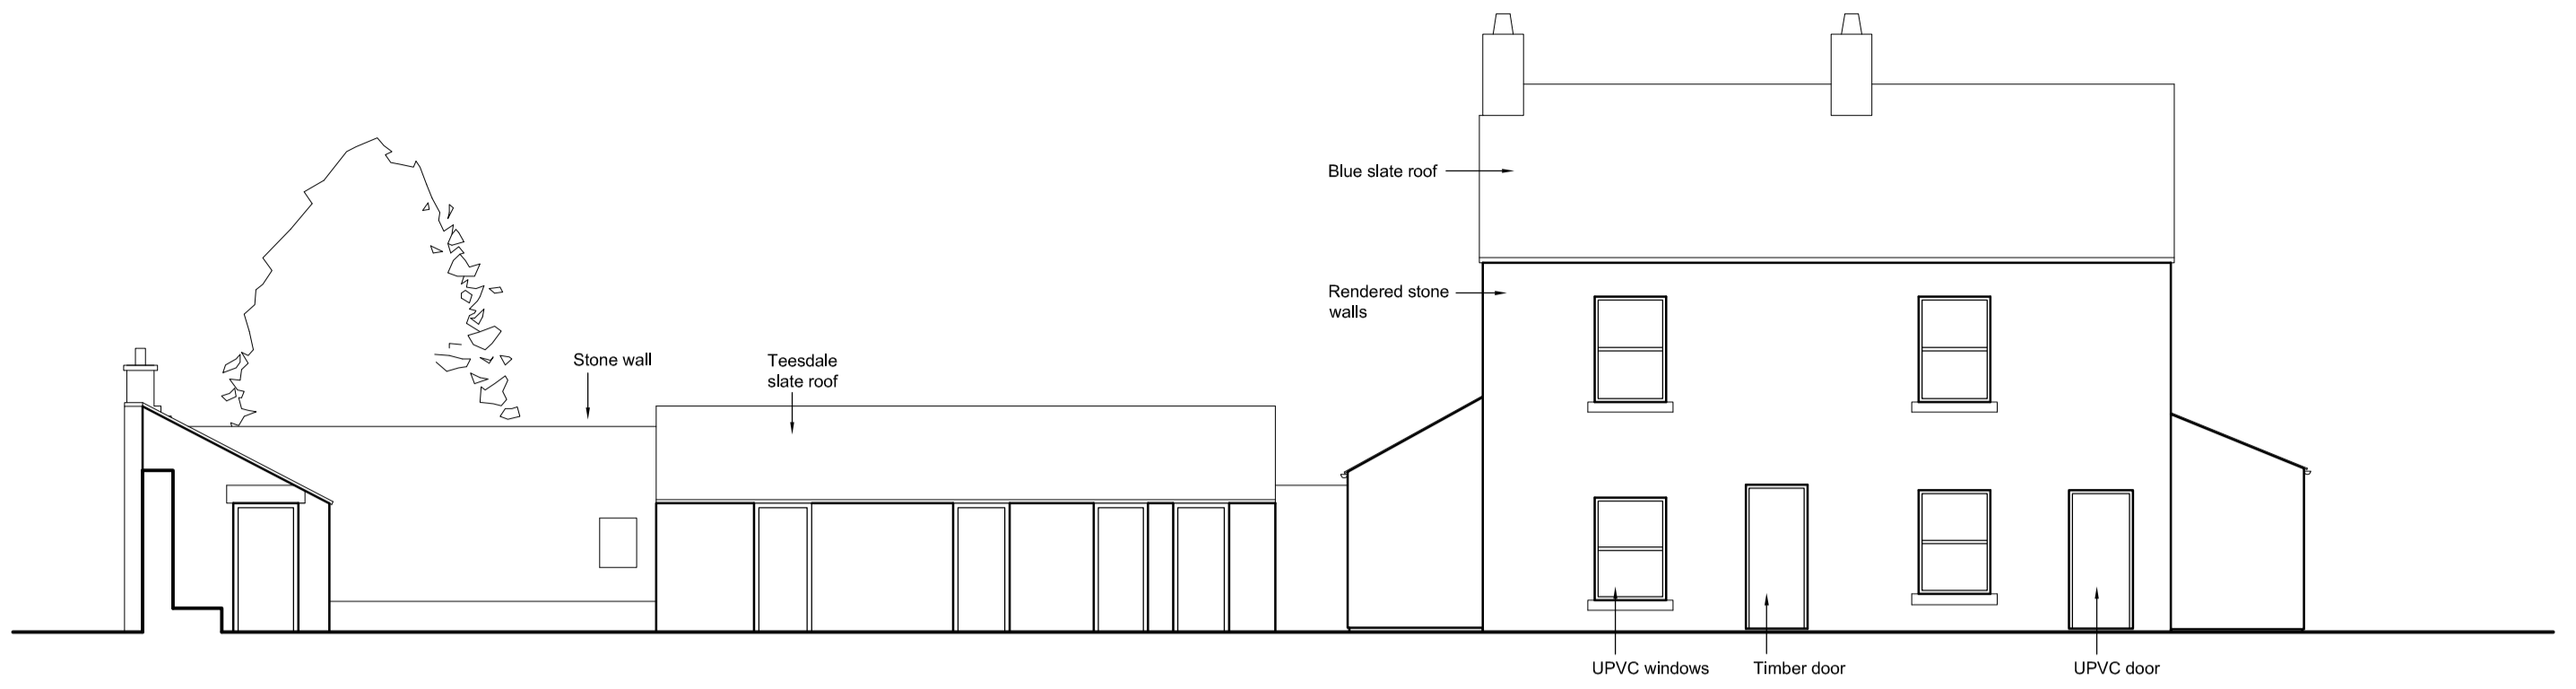 Blue slate roof
Rendered stone
walls
Stone wall
Teesdale
slate roof
UPVC windows
Timber door
UPVC door